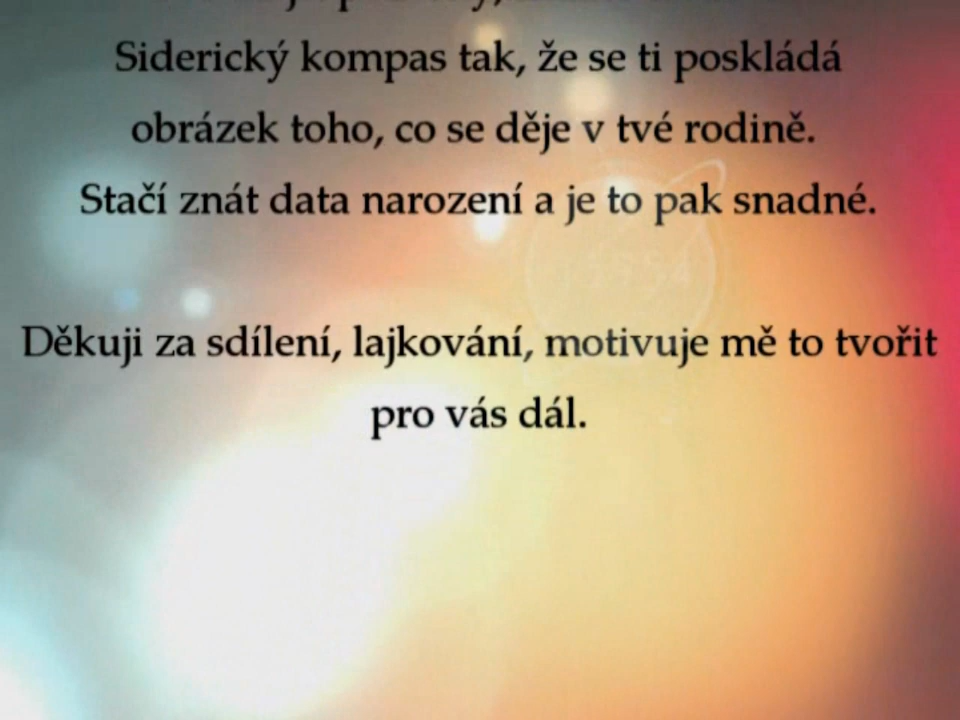 Siderický kompas tak, že se ti poskládá
obrázek toho, co se děje v tvé rodině.
Stačí znát data narození a je to pak snadné.
Děkuji za sdílení, lajkování, motivuje mě to tvořit
pro vás dál.